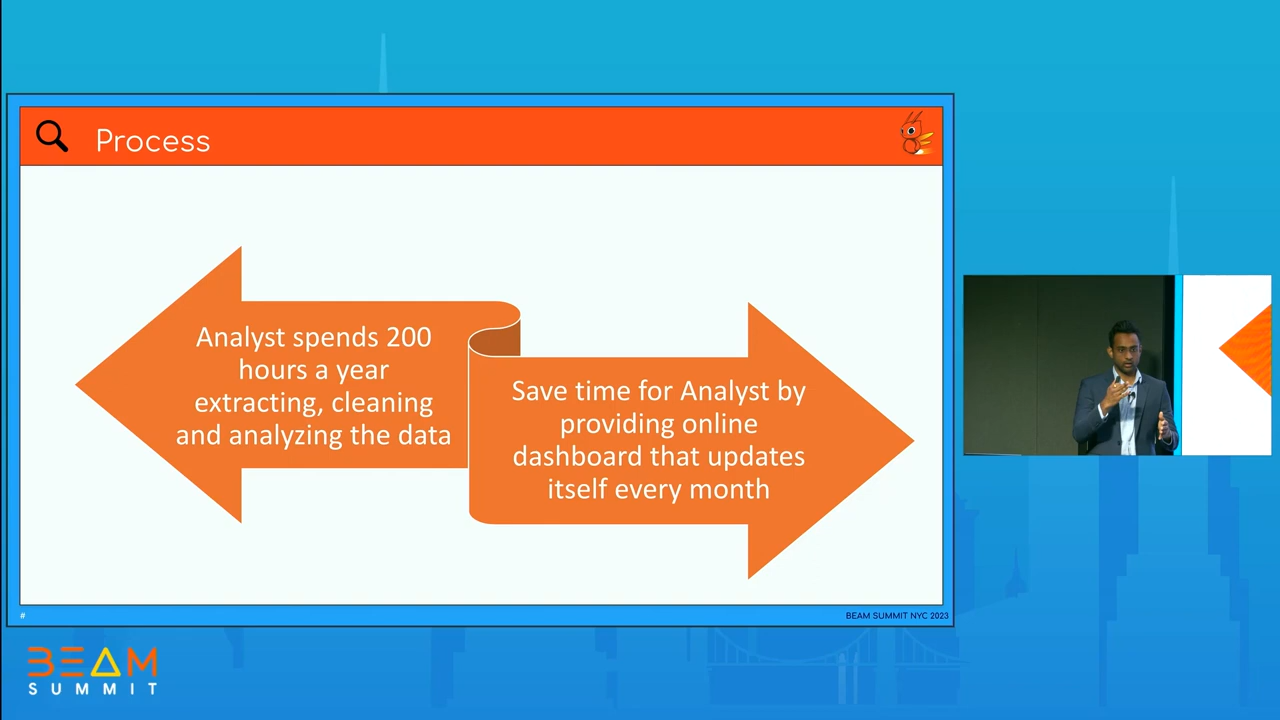 Process
Analyst spends 200
hours a year
extracting, cleaning
and analyzing the data
Save time for Analyst by
providing online
dashboard that updates
itself every month
#
BEAM SUMMIT NYC 2023
BEAM
SUMMIT